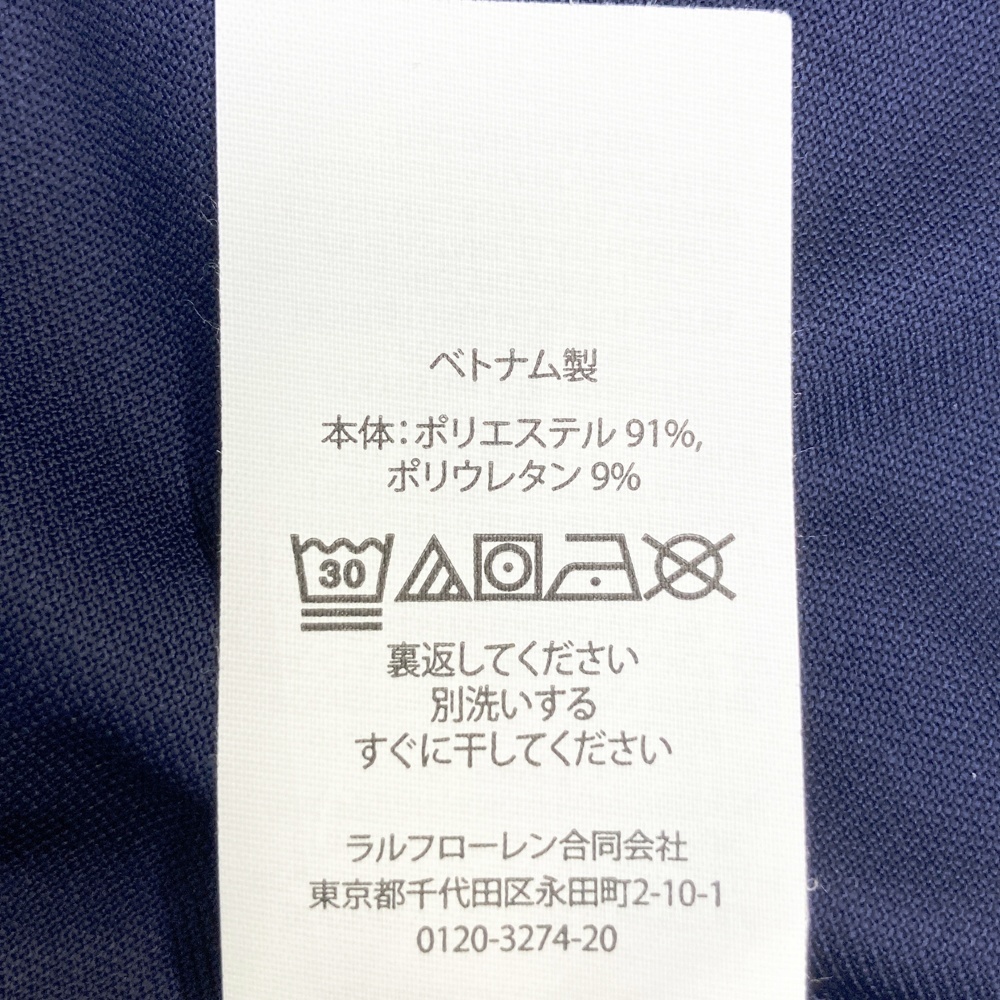 ベトナム製
本体:ポリエステル 91%,
ポリウレタン 9%
30
裏返してください
別洗いする
すぐに干してください
ラルフローレン合同会社
東京都千代田区永田町2-10-1
0120-3274-20